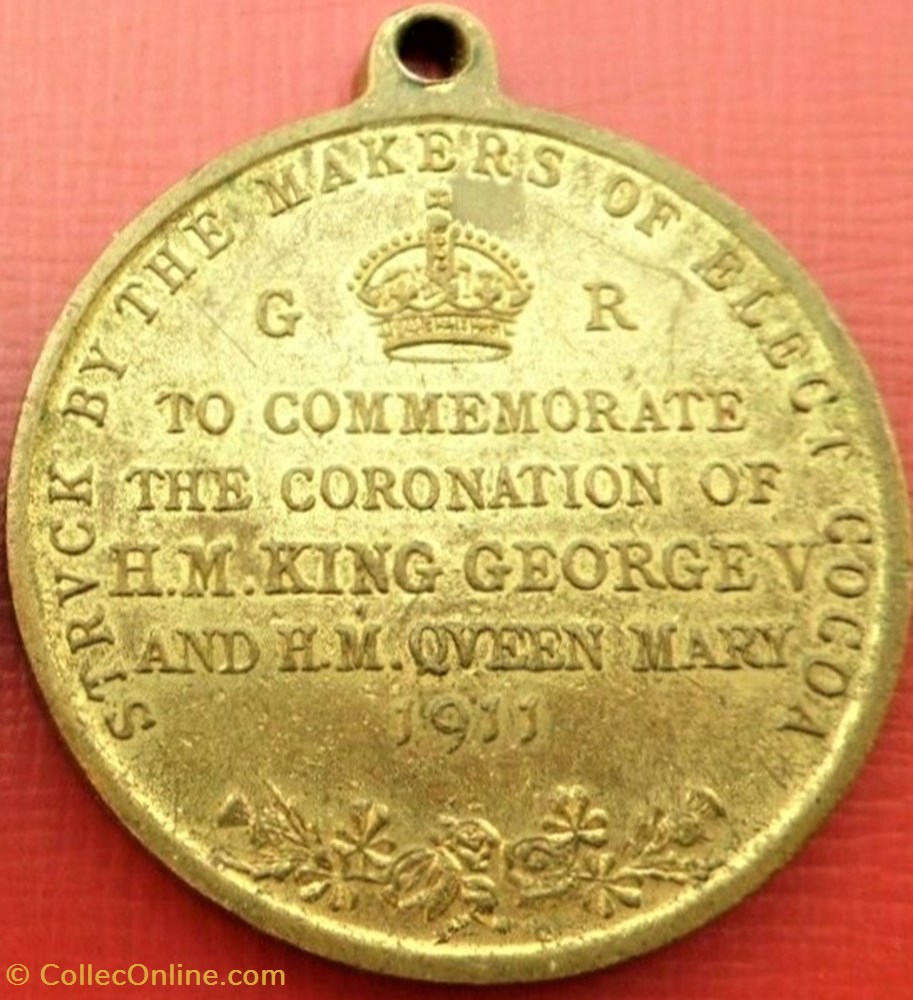 STRVCK BY THE MAKERS OF ELECT COCOA
G R
TO COMMEMORATE
THE CORONATION OF
H.M. KING GEORGE V
AND H.M. QVEEN MARY
1911
© CollecOnline.com